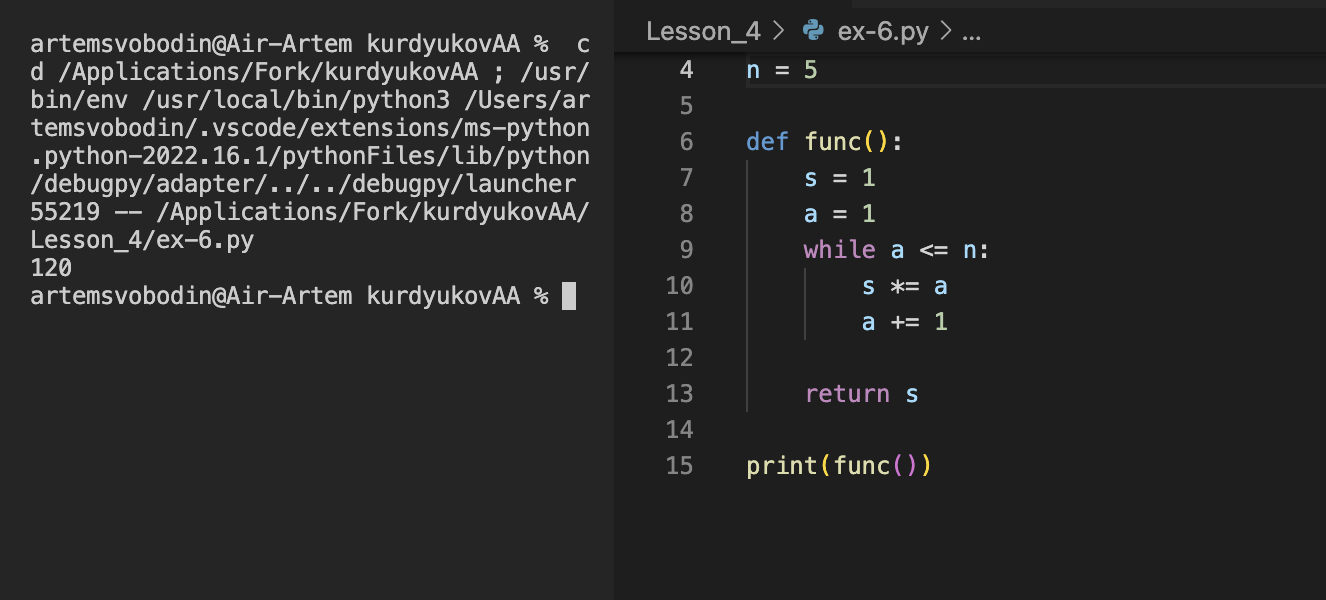 artemsvobodin@Air-Artem kurdyukovAA %  c
d /Applications/Fork/kurdyukovAA ; /usr/
bin/env /usr/local/bin/python3 /Users/ar
temsvobodin/.vscode/extensions/ms-python
.python-2022.16.1/pythonFiles/lib/python
/debugpy/adapter/../../debugpy/launcher
55219 -- /Applications/Fork/kurdyukovAA/
Lesson_4/ex-6.py
120
artemsvobodin@Air-Artem kurdyukovAA %
Lesson_4 > ex-6.py > ...
4 n = 5
5
6 def func():
7     s = 1
8     a = 1
9     while a <= n:
10         s *= a
11         a += 1
12
13     return s
14
15 print(func())